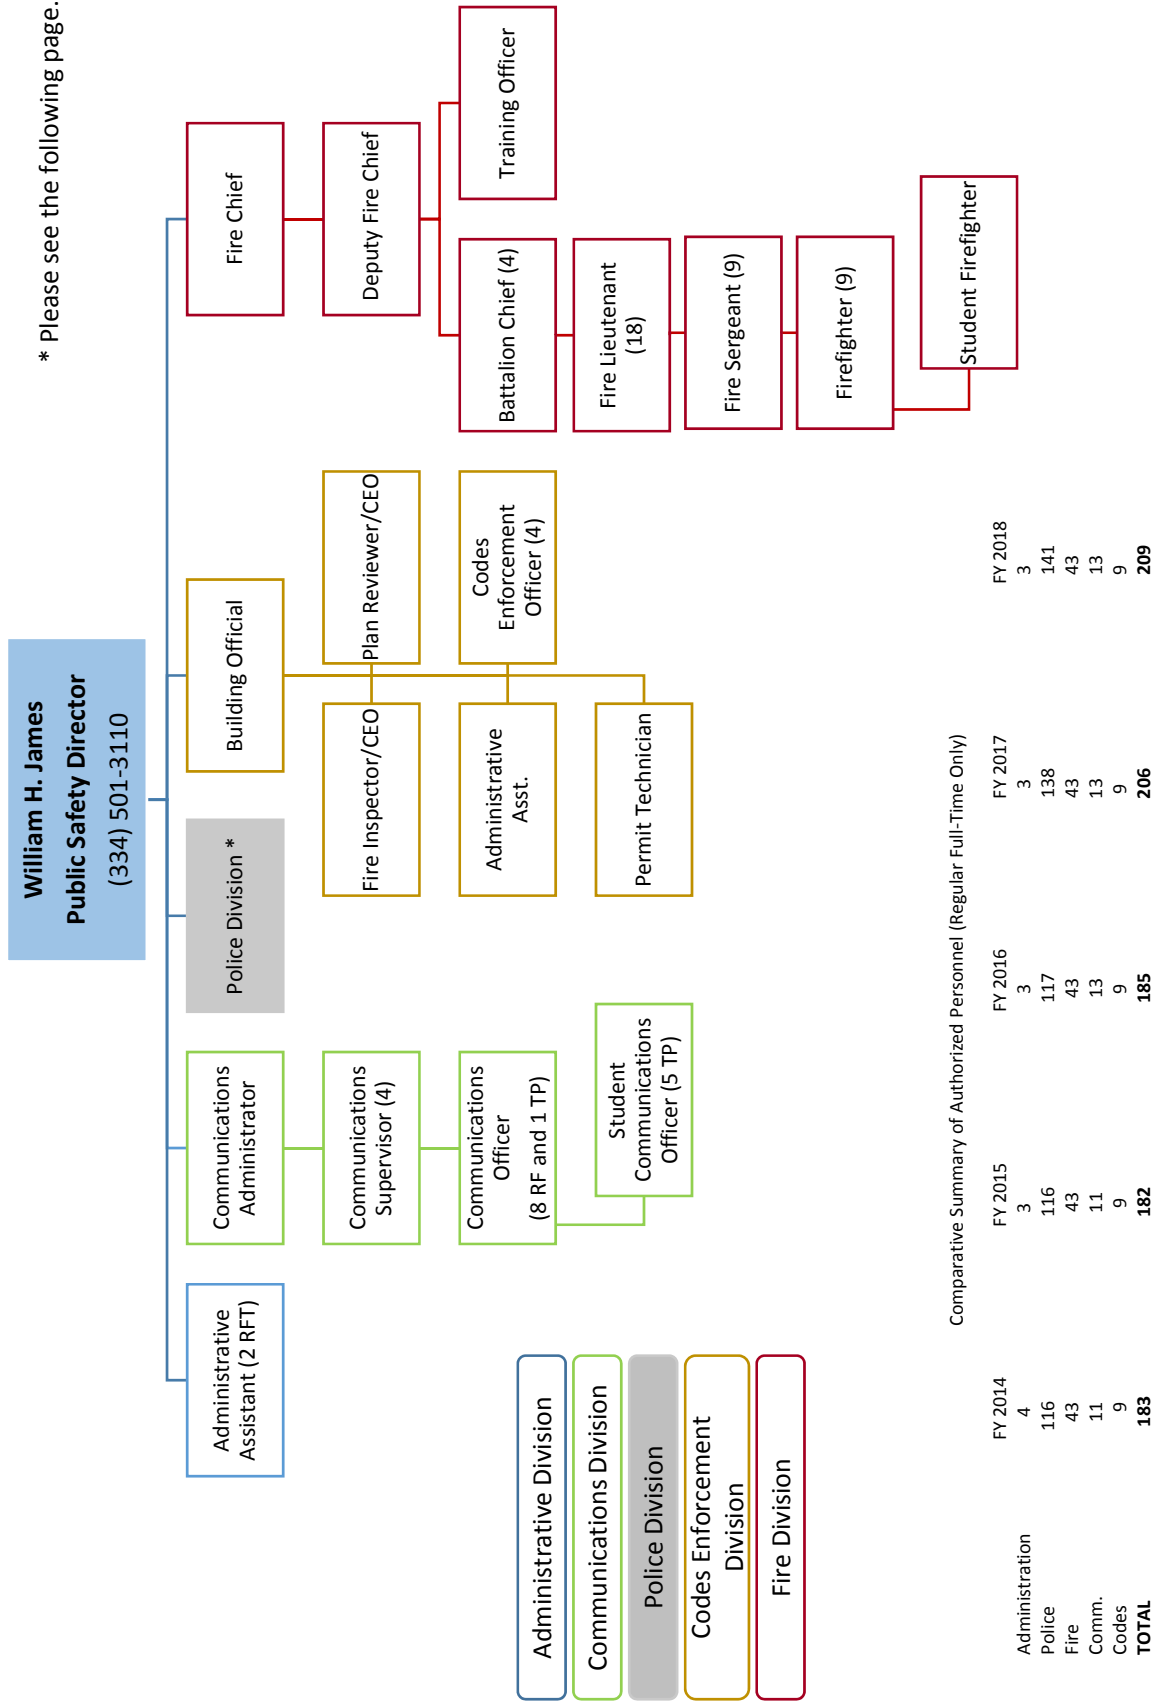 * Please see the following page.
William H. James
Public Safety Director
(334) 501-3110
Administrative
Assistant (2 RFT)
Communications
Administrator
Police Division *
Building Official
Fire Chief
Communications
Supervisor (4)
Fire Inspector/CEO
Plan Reviewer/CEO
Deputy Fire Chief
Communications
Officer
(8 RF and 1 TP)
Administrative
Asst.
Codes
Enforcement
Officer (4)
Battalion Chief (4)
Training Officer
Student
Communications
Officer (5 TP)
Permit Technician
Fire Lieutenant
(18)
Fire Sergeant (9)
Firefighter (9)
Student Firefighter
Administrative Division
Communications Division
Police Division
Codes Enforcement
Division
Fire Division
Comparative Summary of Authorized Personnel (Regular Full-Time Only)
FY 2014 FY 2015 FY 2016 FY 2017 FY 2018
Administration 4 3 3 3 3
Police 116 116 117 138 141
Fire 43 43 43 43 43
Comm. 11 11 13 13 13
Codes 9 9 9 9 9
TOTAL 183 182 185 206 209